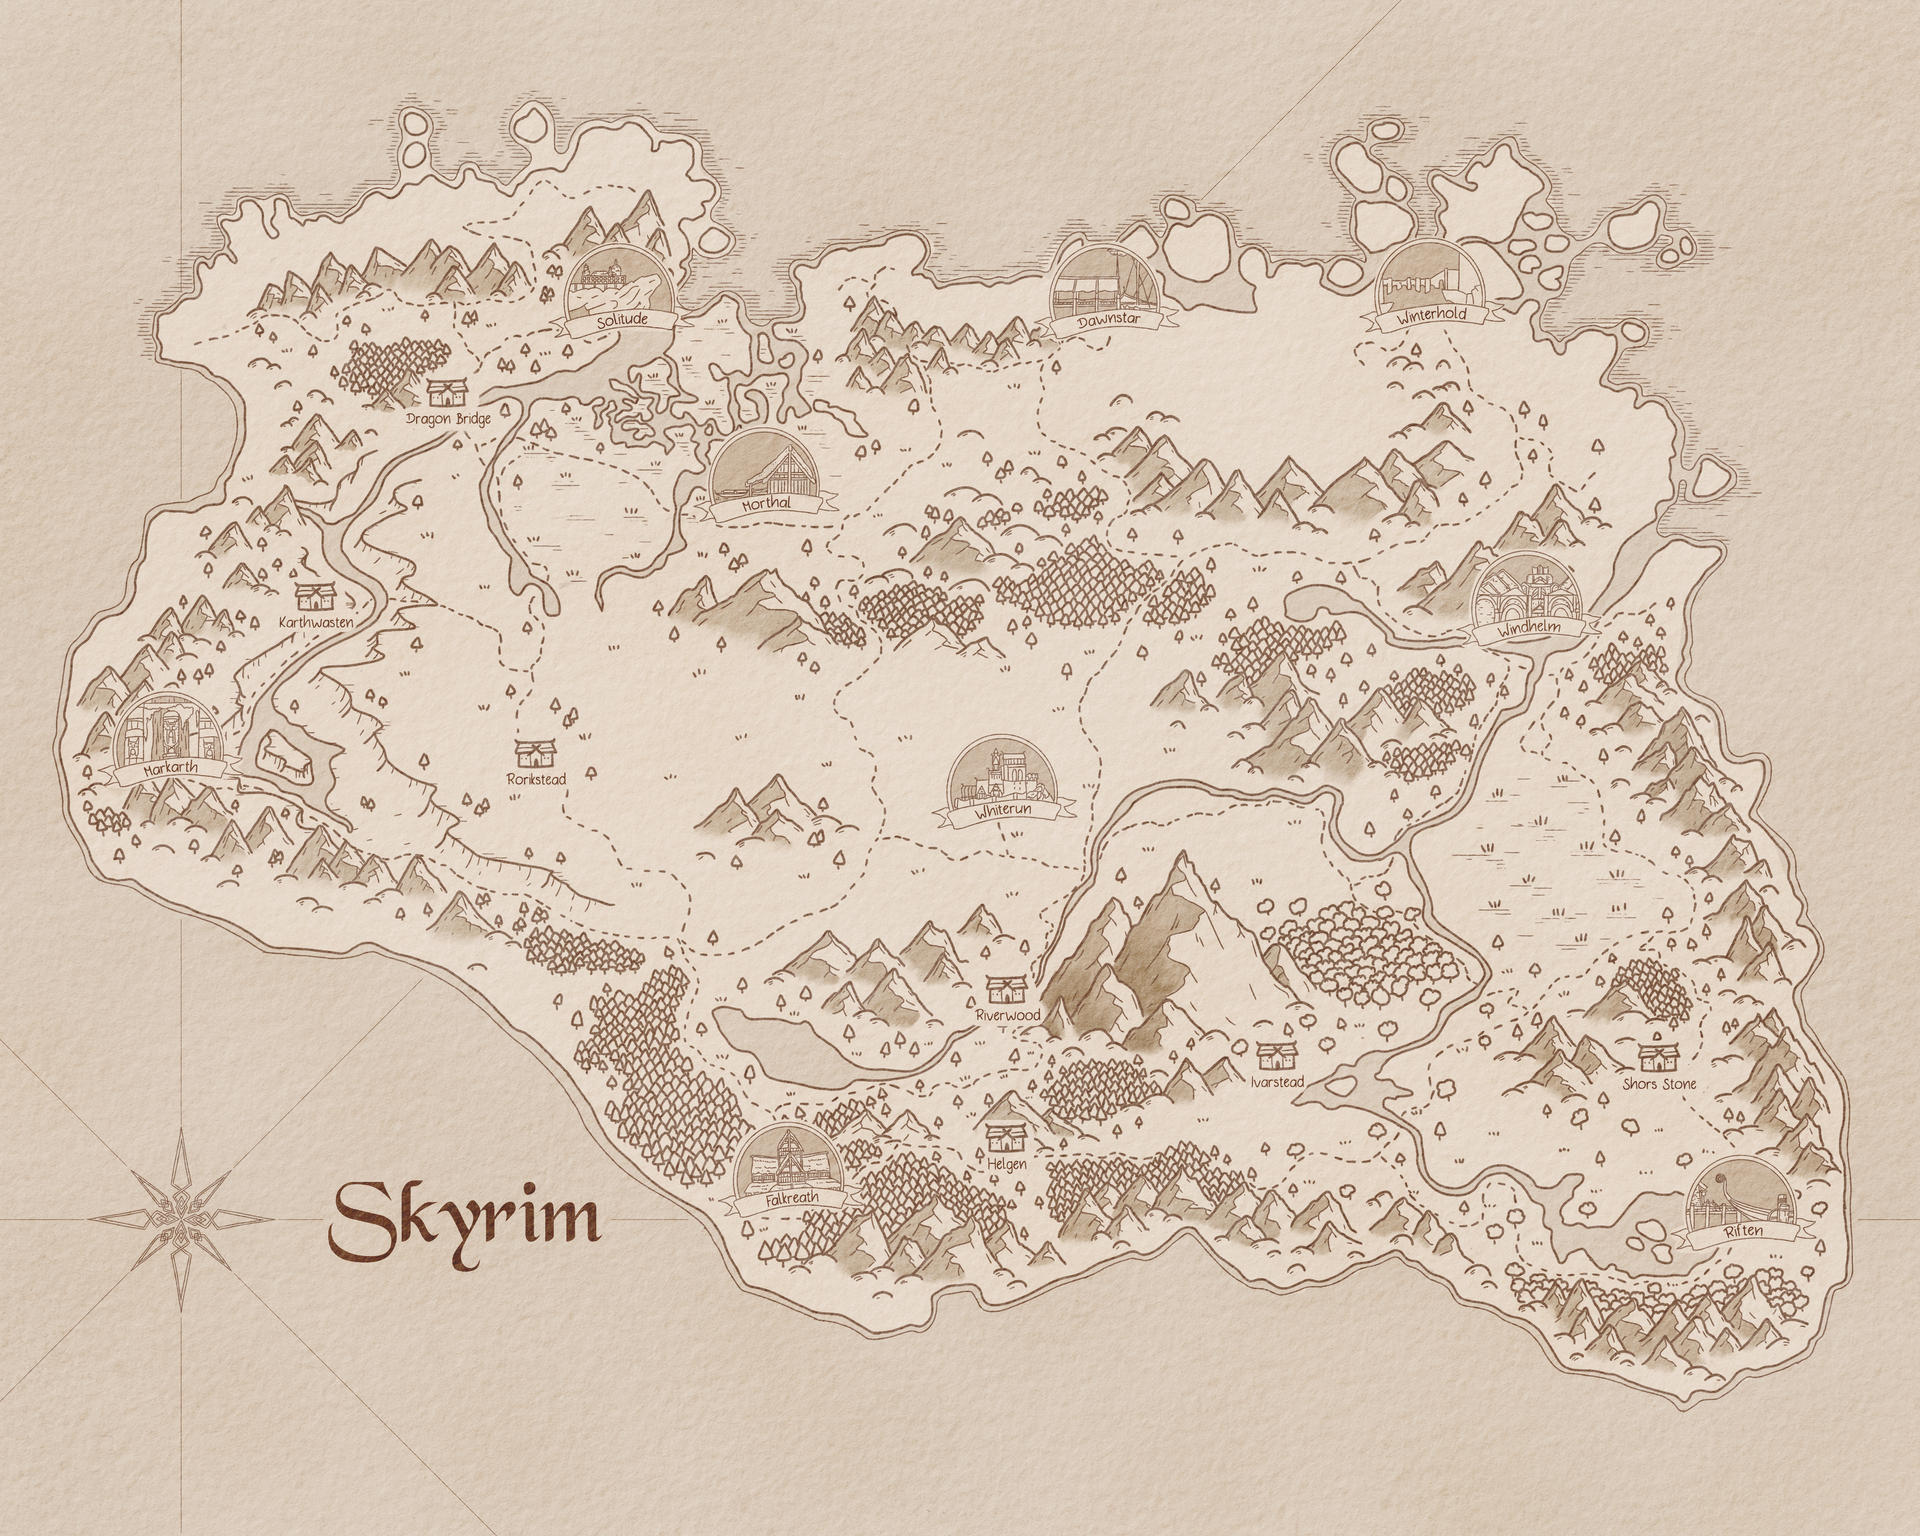 Solitude
Dawnstar
Winterhold
Dragon Bridge
Morthal
Karthwasten
Windhelm
Markarth
Rorikstead
Whiterun
Riverwood
Ivarstead
Shors Stone
Helgen
Falkreath
Skyrim
Riften